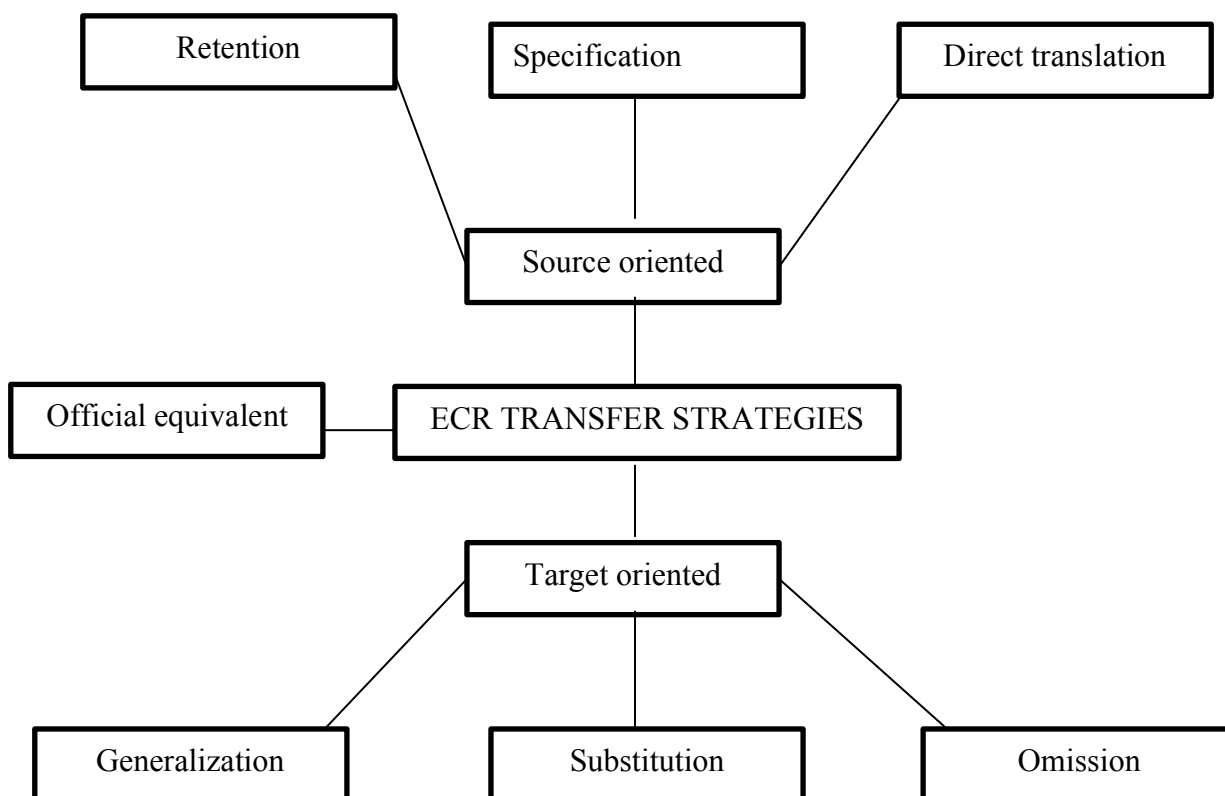 Retention
Specification
Direct translation
Source oriented
Official equivalent
ECR TRANSFER STRATEGIES
Target oriented
Generalization
Substitution
Omission